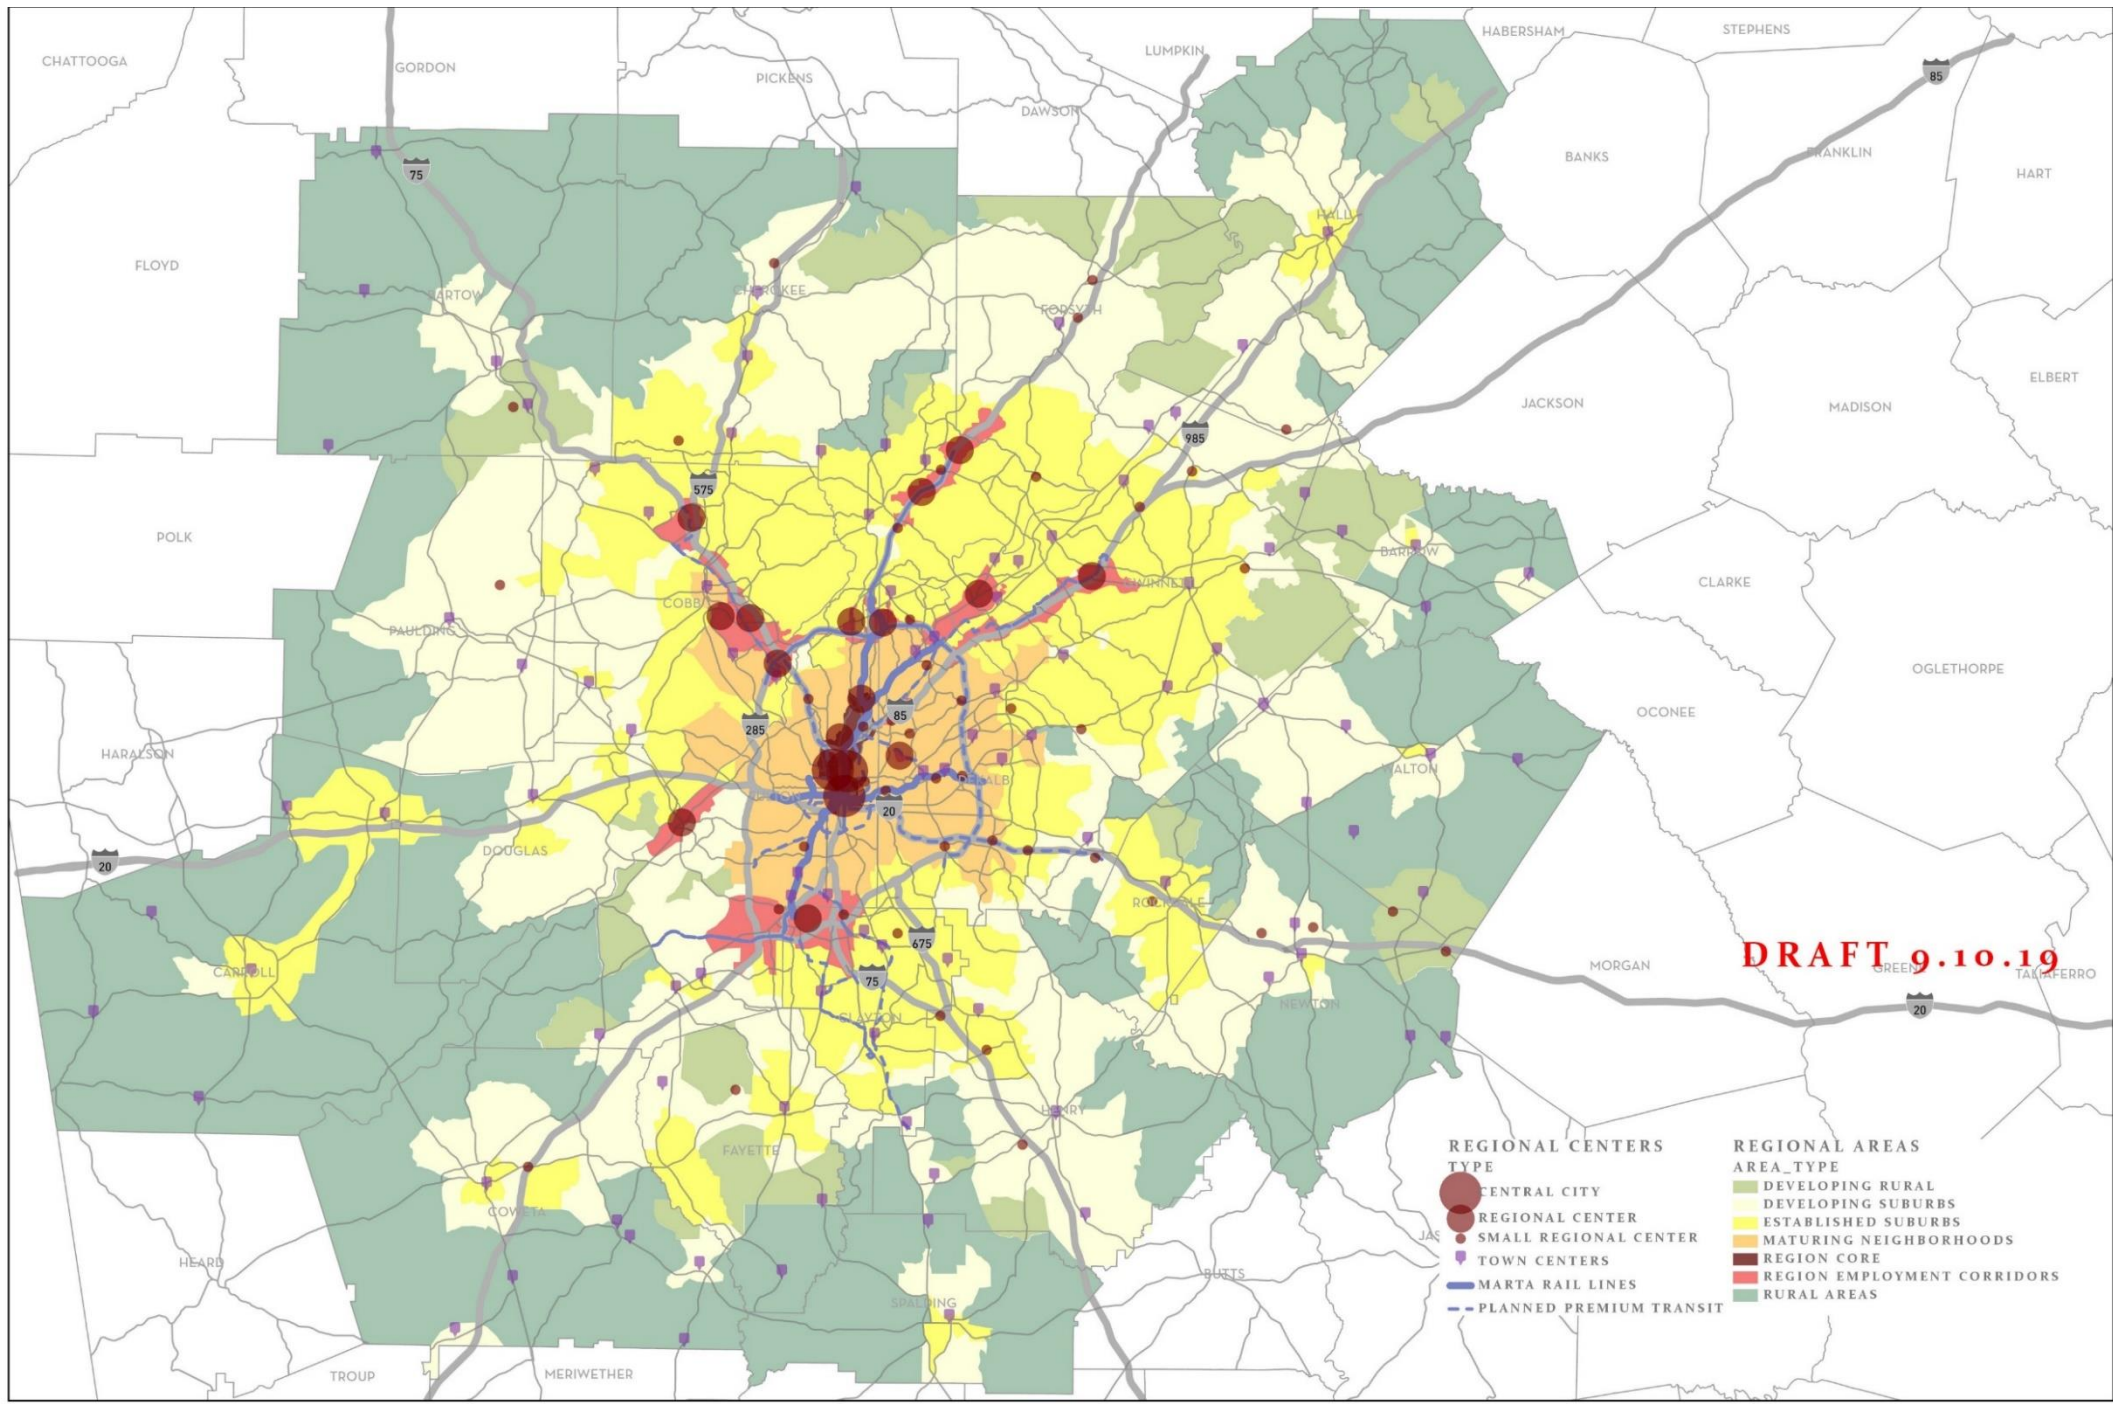 HABERSHAM
STEPHENS
LUMPKIN
CHATTOOGA
GORDON
PICKENS
85
DAWSON
BANKS
FRANKLIN
75
HART
HALL
FLOYD
BARTOW
CHEROKEE
FORSYTH
ELBERT
JACKSON
MADISON
985
575
POLK
BARROW
CLARKE
GWINNETT
COBB
PAULDING
OGLETHORPE
OCONEE
85
285
HARALSON
WALTON
DEKALB
20
DOUGLAS
20
ROCKDALE
675
DRAFT 9.10.19
MORGAN
GREEN
TALIAFERRO
CARROLL
75
NEWTON
20
CLAYTON
HENRY
FAYETTE
COWETA
HEARD
BUTTS
SPALDING
TROUP
MERIWETHER
JAS
REGIONAL CENTERS
TYPE
CENTRAL CITY
REGIONAL CENTER
SMALL REGIONAL CENTER
TOWN CENTERS
MARTA RAIL LINES
PLANNED PREMIUM TRANSIT
REGIONAL AREAS
AREA_TYPE
DEVELOPING RURAL
DEVELOPING SUBURBS
ESTABLISHED SUBURBS
MATURING NEIGHBORHOODS
REGION CORE
REGION EMPLOYMENT CORRIDORS
RURAL AREAS